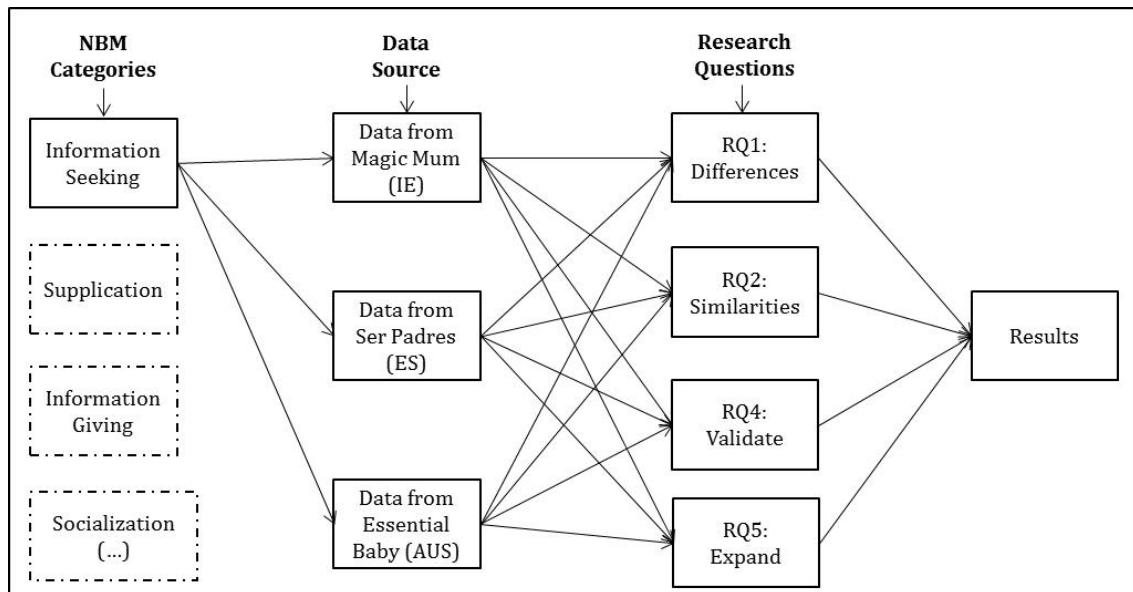 NBM
Categories
Data
Source
Research
Questions
Information
Seeking
Supplication
Information
Giving
Socialization
(...)
Data from
Magic Mum
(IE)
Data from
Ser Padres
(ES)
Data from
Essential
Baby (AUS)
RQ1:
Differences
RQ2:
Similarities
RQ4:
Validate
RQ5:
Expand
Results